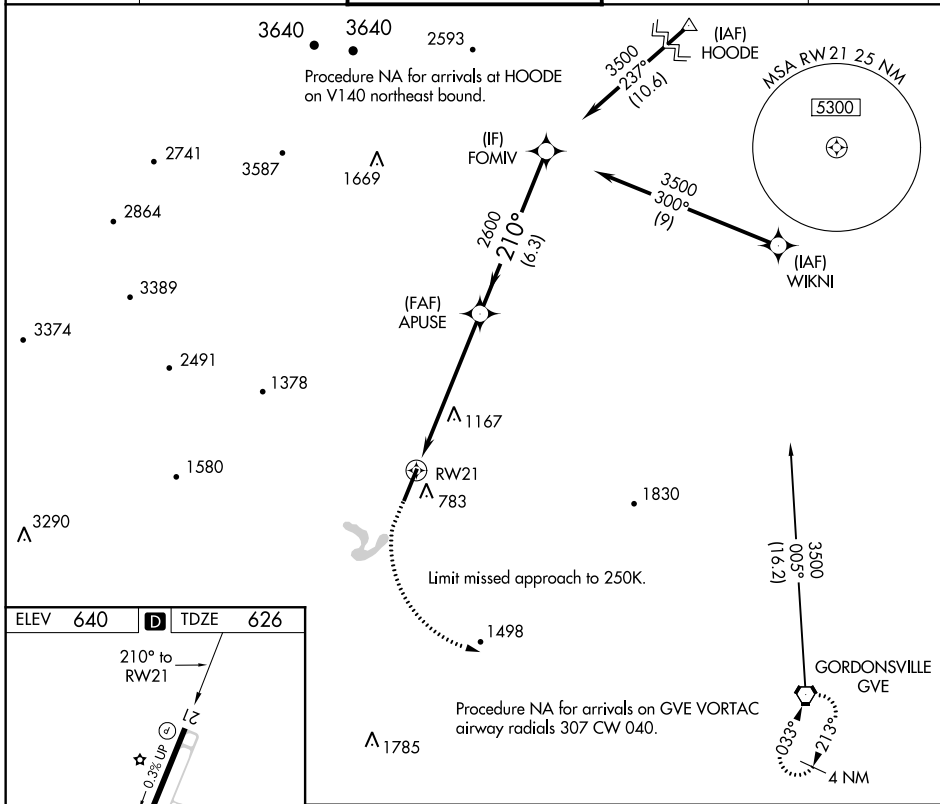 3640
3640
2593
(IAF)
HOODE
3500
237°
(10.6)
Procedure NA for arrivals at HOODE
on V140 northeast bound.
MSA RW21 25 NM
5300
(IF)
FOMIV
2741
3587
1669
3500
300°
(9)
2864
2600
210°
(6.3)
(IAF)
WIKNI
3389
(FAF)
APUSE
3374
2491
1378
1167
1580
RW21
783
1830
3290
3500
005°
(16.2)
Limit missed approach to 250K.
1498
ELEV 640 D TDZE 626
210° to
RW21
GORDONSVILLE
GVE
Procedure NA for arrivals on GVE VORTAC
airway radials 307 CW 040.
21
P
0.3% UP
1785
033°
213°
4 NM